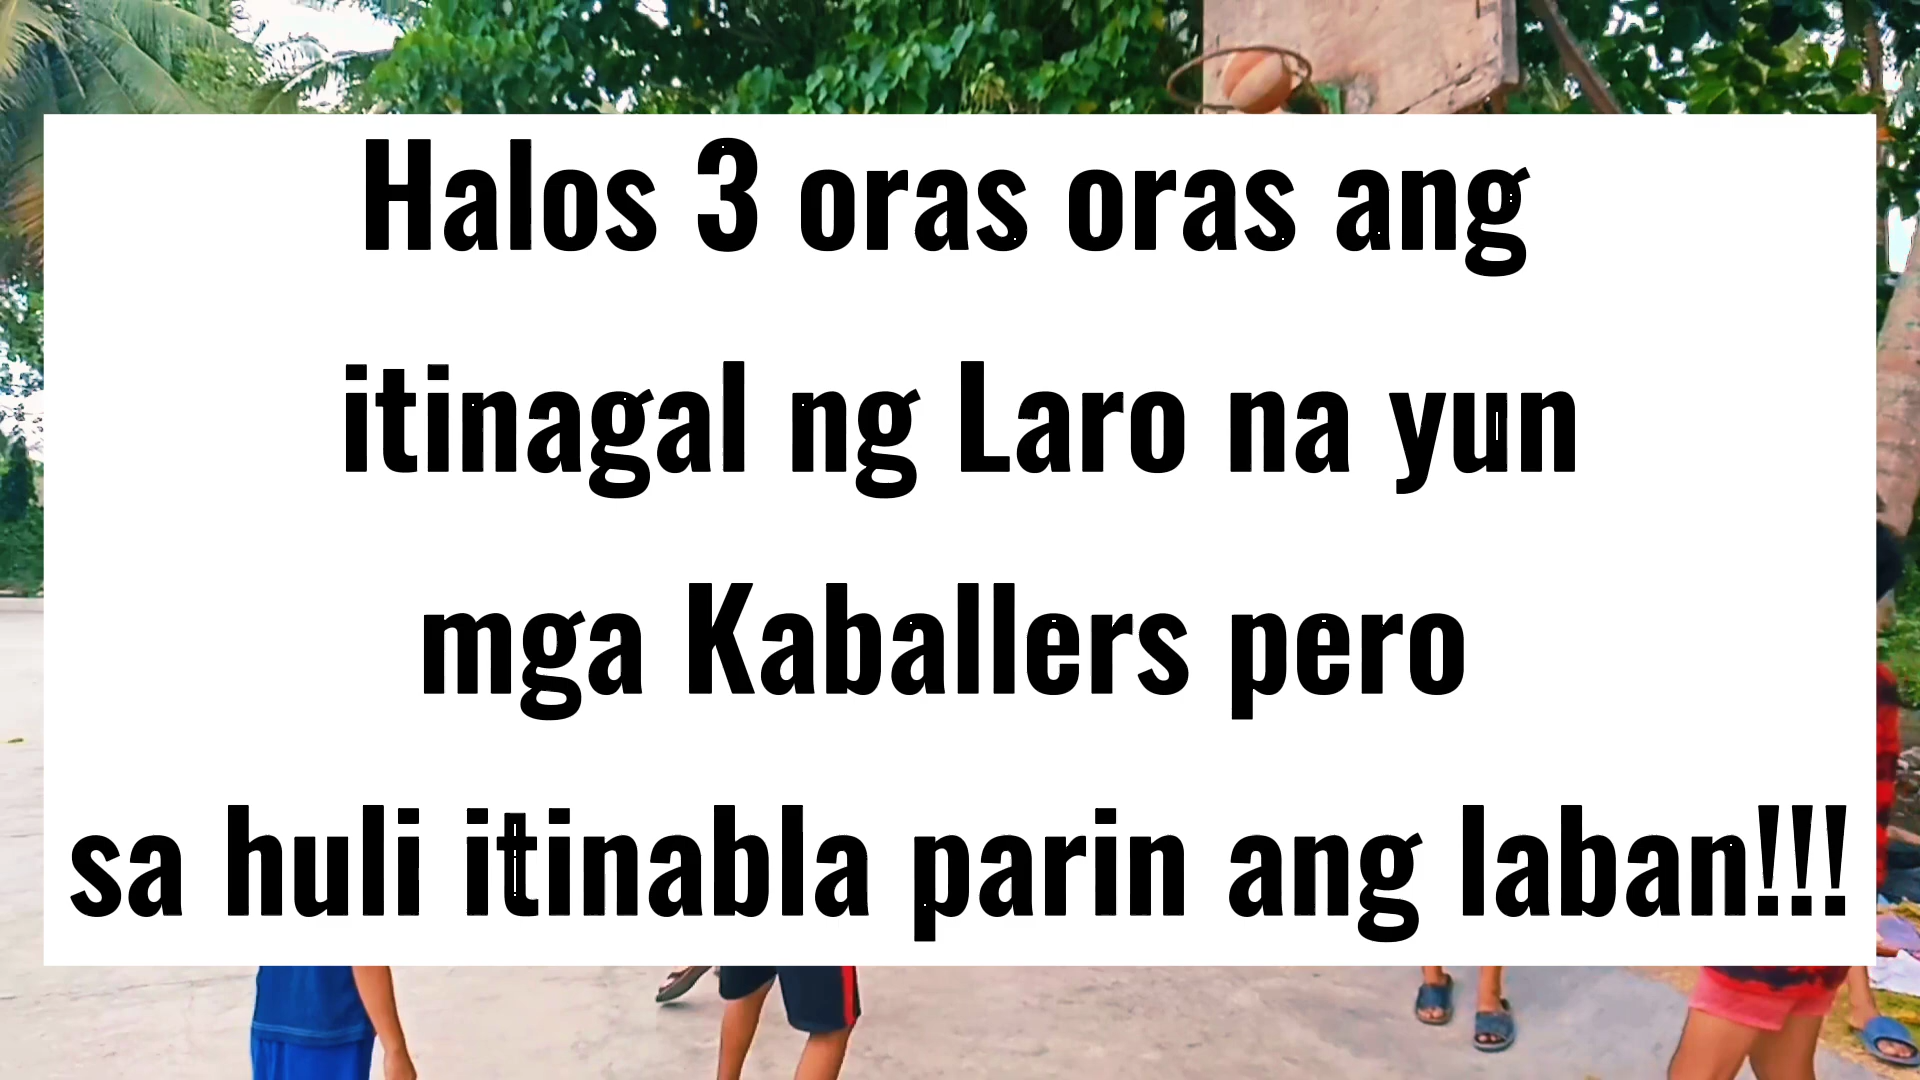 Halos 3 oras oras ang
itinagal ng Laro na yun
mga Kaballers pero
sa huli itinabla parin ang laban!!!